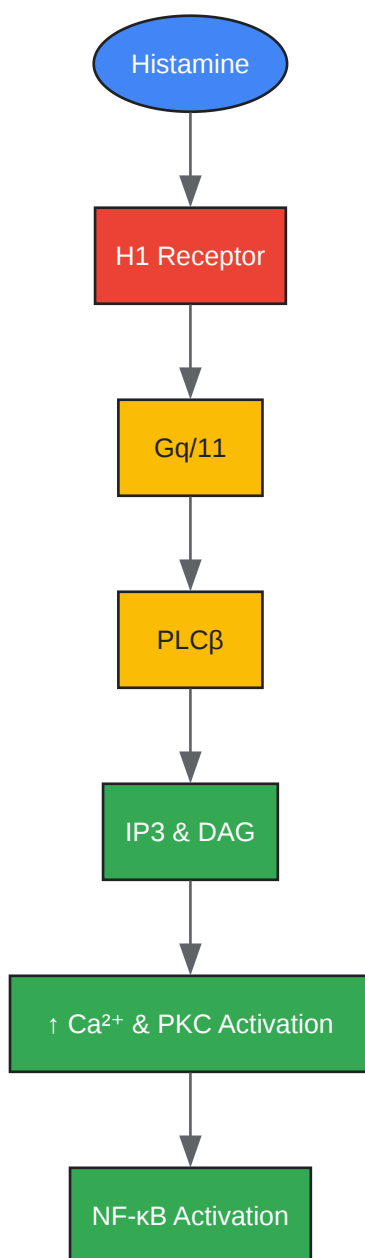 Histamine
H1 Receptor
Gq/11
PLCβ
IP3 & DAG
↑ Ca²⁺ & PKC Activation
NF-κB Activation